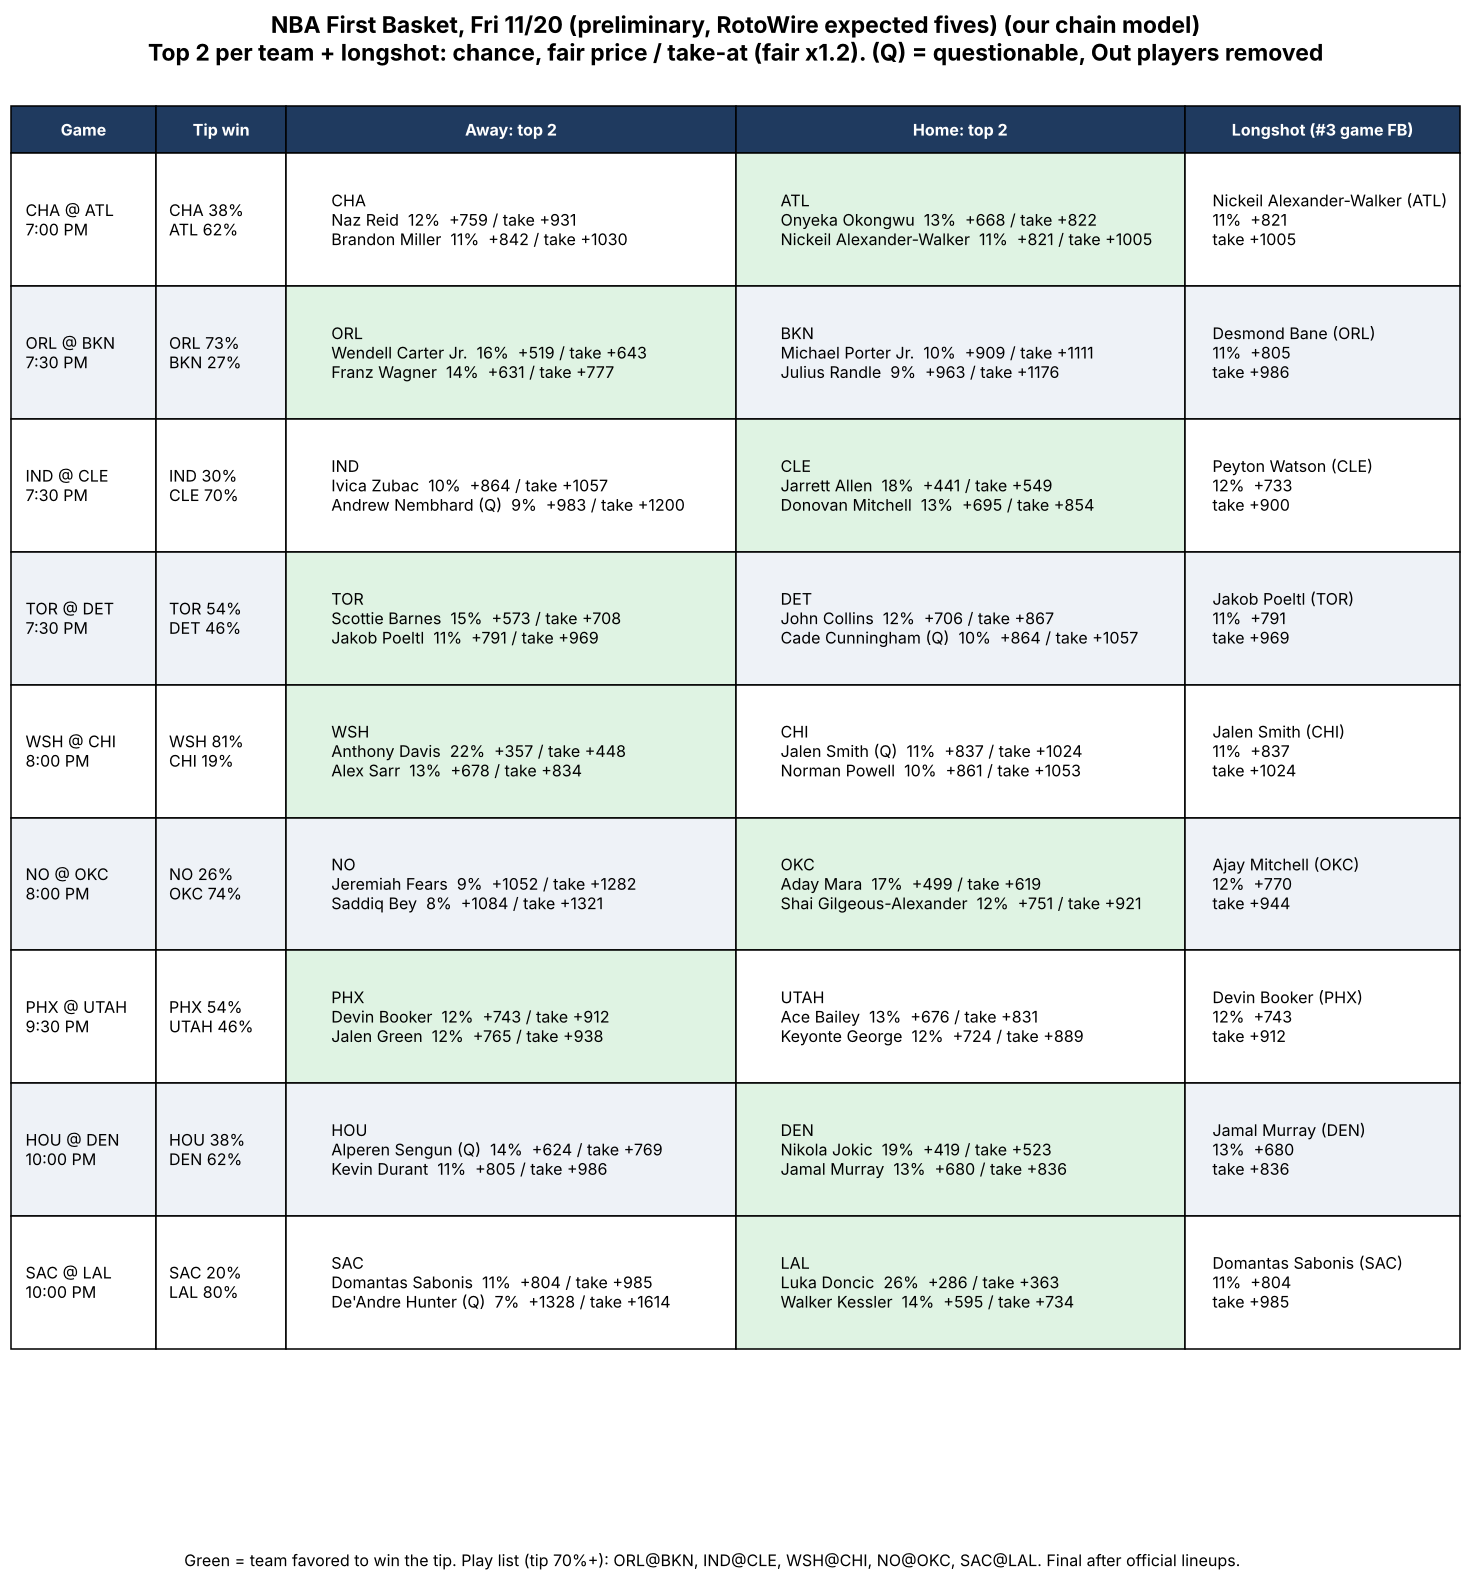 NBA First Basket, Fri 11/20 (preliminary, RotoWire expected fives) (our chain model)
Top 2 per team + longshot: chance, fair price / take-at (fair x1.2). (Q) = questionable, Out players removed
Game
Tip win
Away: top 2
Home: top 2
Longshot (#3 game FB)
CHA @ ATL
7:00 PM
CHA 38%
ATL 62%
CHA
Naz Reid 12% +759 / take +931
Brandon Miller 11% +842 / take +1030
ATL
Onyeka Okongwu 13% +668 / take +822
Nickeil Alexander-Walker 11% +821 / take +1005
Nickeil Alexander-Walker (ATL)
11% +821
take +1005
ORL @ BKN
7:30 PM
ORL 73%
BKN 27%
ORL
Wendell Carter Jr. 16% +519 / take +643
Franz Wagner 14% +631 / take +777
BKN
Michael Porter Jr. 10% +909 / take +1111
Julius Randle 9% +963 / take +1176
Desmond Bane (ORL)
11% +805
take +986
IND @ CLE
7:30 PM
IND 30%
CLE 70%
IND
Ivica Zubac 10% +864 / take +1057
Andrew Nembhard (Q) 9% +983 / take +1200
CLE
Jarrett Allen 18% +441 / take +549
Donovan Mitchell 13% +695 / take +854
Peyton Watson (CLE)
12% +733
take +900
TOR @ DET
7:30 PM
TOR 54%
DET 46%
TOR
Scottie Barnes 15% +573 / take +708
Jakob Poeltl 11% +791 / take +969
DET
John Collins 12% +706 / take +867
Cade Cunningham (Q) 10% +864 / take +1057
Jakob Poeltl (TOR)
11% +791
take +969
WSH @ CHI
8:00 PM
WSH 81%
CHI 19%
WSH
Anthony Davis 22% +357 / take +448
Alex Sarr 13% +678 / take +834
CHI
Jalen Smith (Q) 11% +837 / take +1024
Norman Powell 10% +861 / take +1053
Jalen Smith (CHI)
11% +837
take +1024
NO @ OKC
8:00 PM
NO 26%
OKC 74%
NO
Jeremiah Fears 9% +1052 / take +1282
Saddiq Bey 8% +1084 / take +1321
OKC
Aday Mara 17% +499 / take +619
Shai Gilgeous-Alexander 12% +751 / take +921
Ajay Mitchell (OKC)
12% +770
take +944
PHX @ UTAH
9:30 PM
PHX 54%
UTAH 46%
PHX
Devin Booker 12% +743 / take +912
Jalen Green 12% +765 / take +938
UTAH
Ace Bailey 13% +676 / take +831
Keyonte George 12% +724 / take +889
Devin Booker (PHX)
12% +743
take +912
HOU @ DEN
10:00 PM
HOU 38%
DEN 62%
HOU
Alperen Sengun (Q) 14% +624 / take +769
Kevin Durant 11% +805 / take +986
DEN
Nikola Jokic 19% +419 / take +523
Jamal Murray 13% +680 / take +836
Jamal Murray (DEN)
13% +680
take +836
SAC @ LAL
10:00 PM
SAC 20%
LAL 80%
SAC
Domantas Sabonis 11% +804 / take +985
De'Andre Hunter (Q) 7% +1328 / take +1614
LAL
Luka Doncic 26% +286 / take +363
Walker Kessler 14% +595 / take +734
Domantas Sabonis (SAC)
11% +804
take +985
Green = team favored to win the tip. Play list (tip 70%+): ORL@BKN, IND@CLE, WSH@CHI, NO@OKC, SAC@LAL. Final after official lineups.